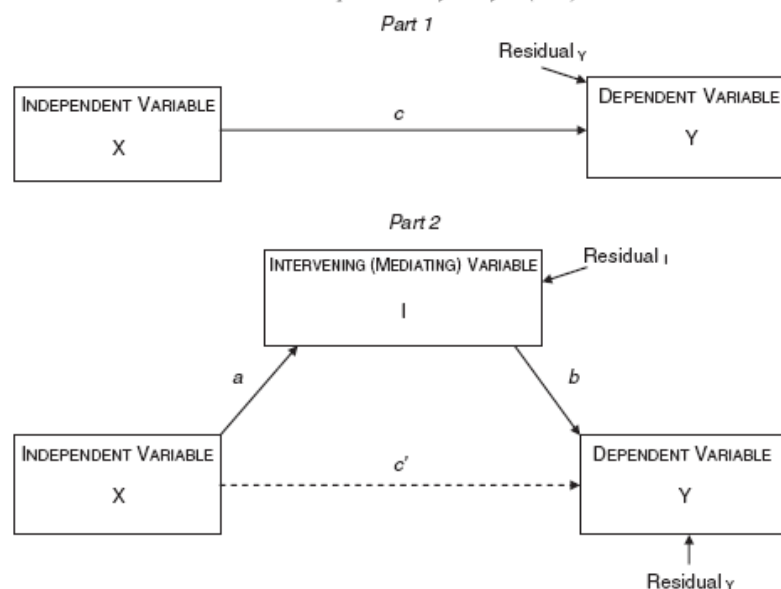 Part 1
Residual Y
INDEPENDENT VARIABLE
X
c
DEPENDENT VARIABLE
Y
Part 2
INTERVENING (MEDIATING) VARIABLE
I
Residual I
a
b
INDEPENDENT VARIABLE
X
c'
DEPENDENT VARIABLE
Y
Residual Y